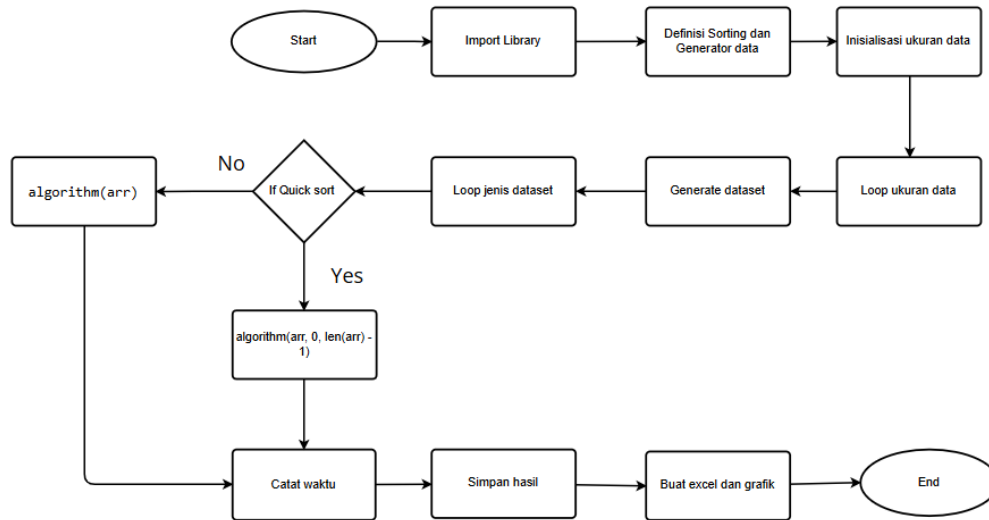 Start
Import Library
Definisi Sorting dan
Generator data
Inisialisasi ukuran data
Loop ukuran data
Generate dataset
Loop jenis dataset
If Quick sort
No
algorithm(arr)
Yes
algorithm(arr, 0, len(arr) -
1)
Catat waktu
Simpan hasil
Buat excel dan grafik
End